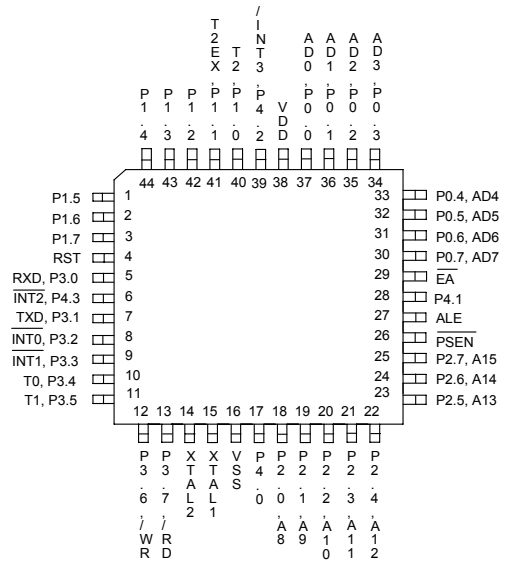 P1.4
P1.3
P1.2
T2EX,P1.1
T2,P1.0
/INT3,P4.2
VDD
AD0,P0.0
AD1,P0.1
AD2,P0.2
AD3,P0.3
44 43 42 41 40 39 38 37 36 35 34
P1.5 1
P1.6 2
P1.7 3
RST 4
RXD, P3.0 5
INT2, P4.3 6
TXD, P3.1 7
INT0, P3.2 8
INT1, P3.3 9
T0, P3.4 10
T1, P3.5 11
33 P0.4, AD4
32 P0.5, AD5
31 P0.6, AD6
30 P0.7, AD7
29 EA
28 P4.1
27 ALE
26 PSEN
25 P2.7, A15
24 P2.6, A14
23 P2.5, A13
12 13 14 15 16 17 18 19 20 21 22
P3.6,/WR
P3.7,/RD
XTAL2
XTAL1
VSS
P4.0
P2.0,A8
P2.1,A9
P2.2,A10
P2.3,A11
P2.4,A12